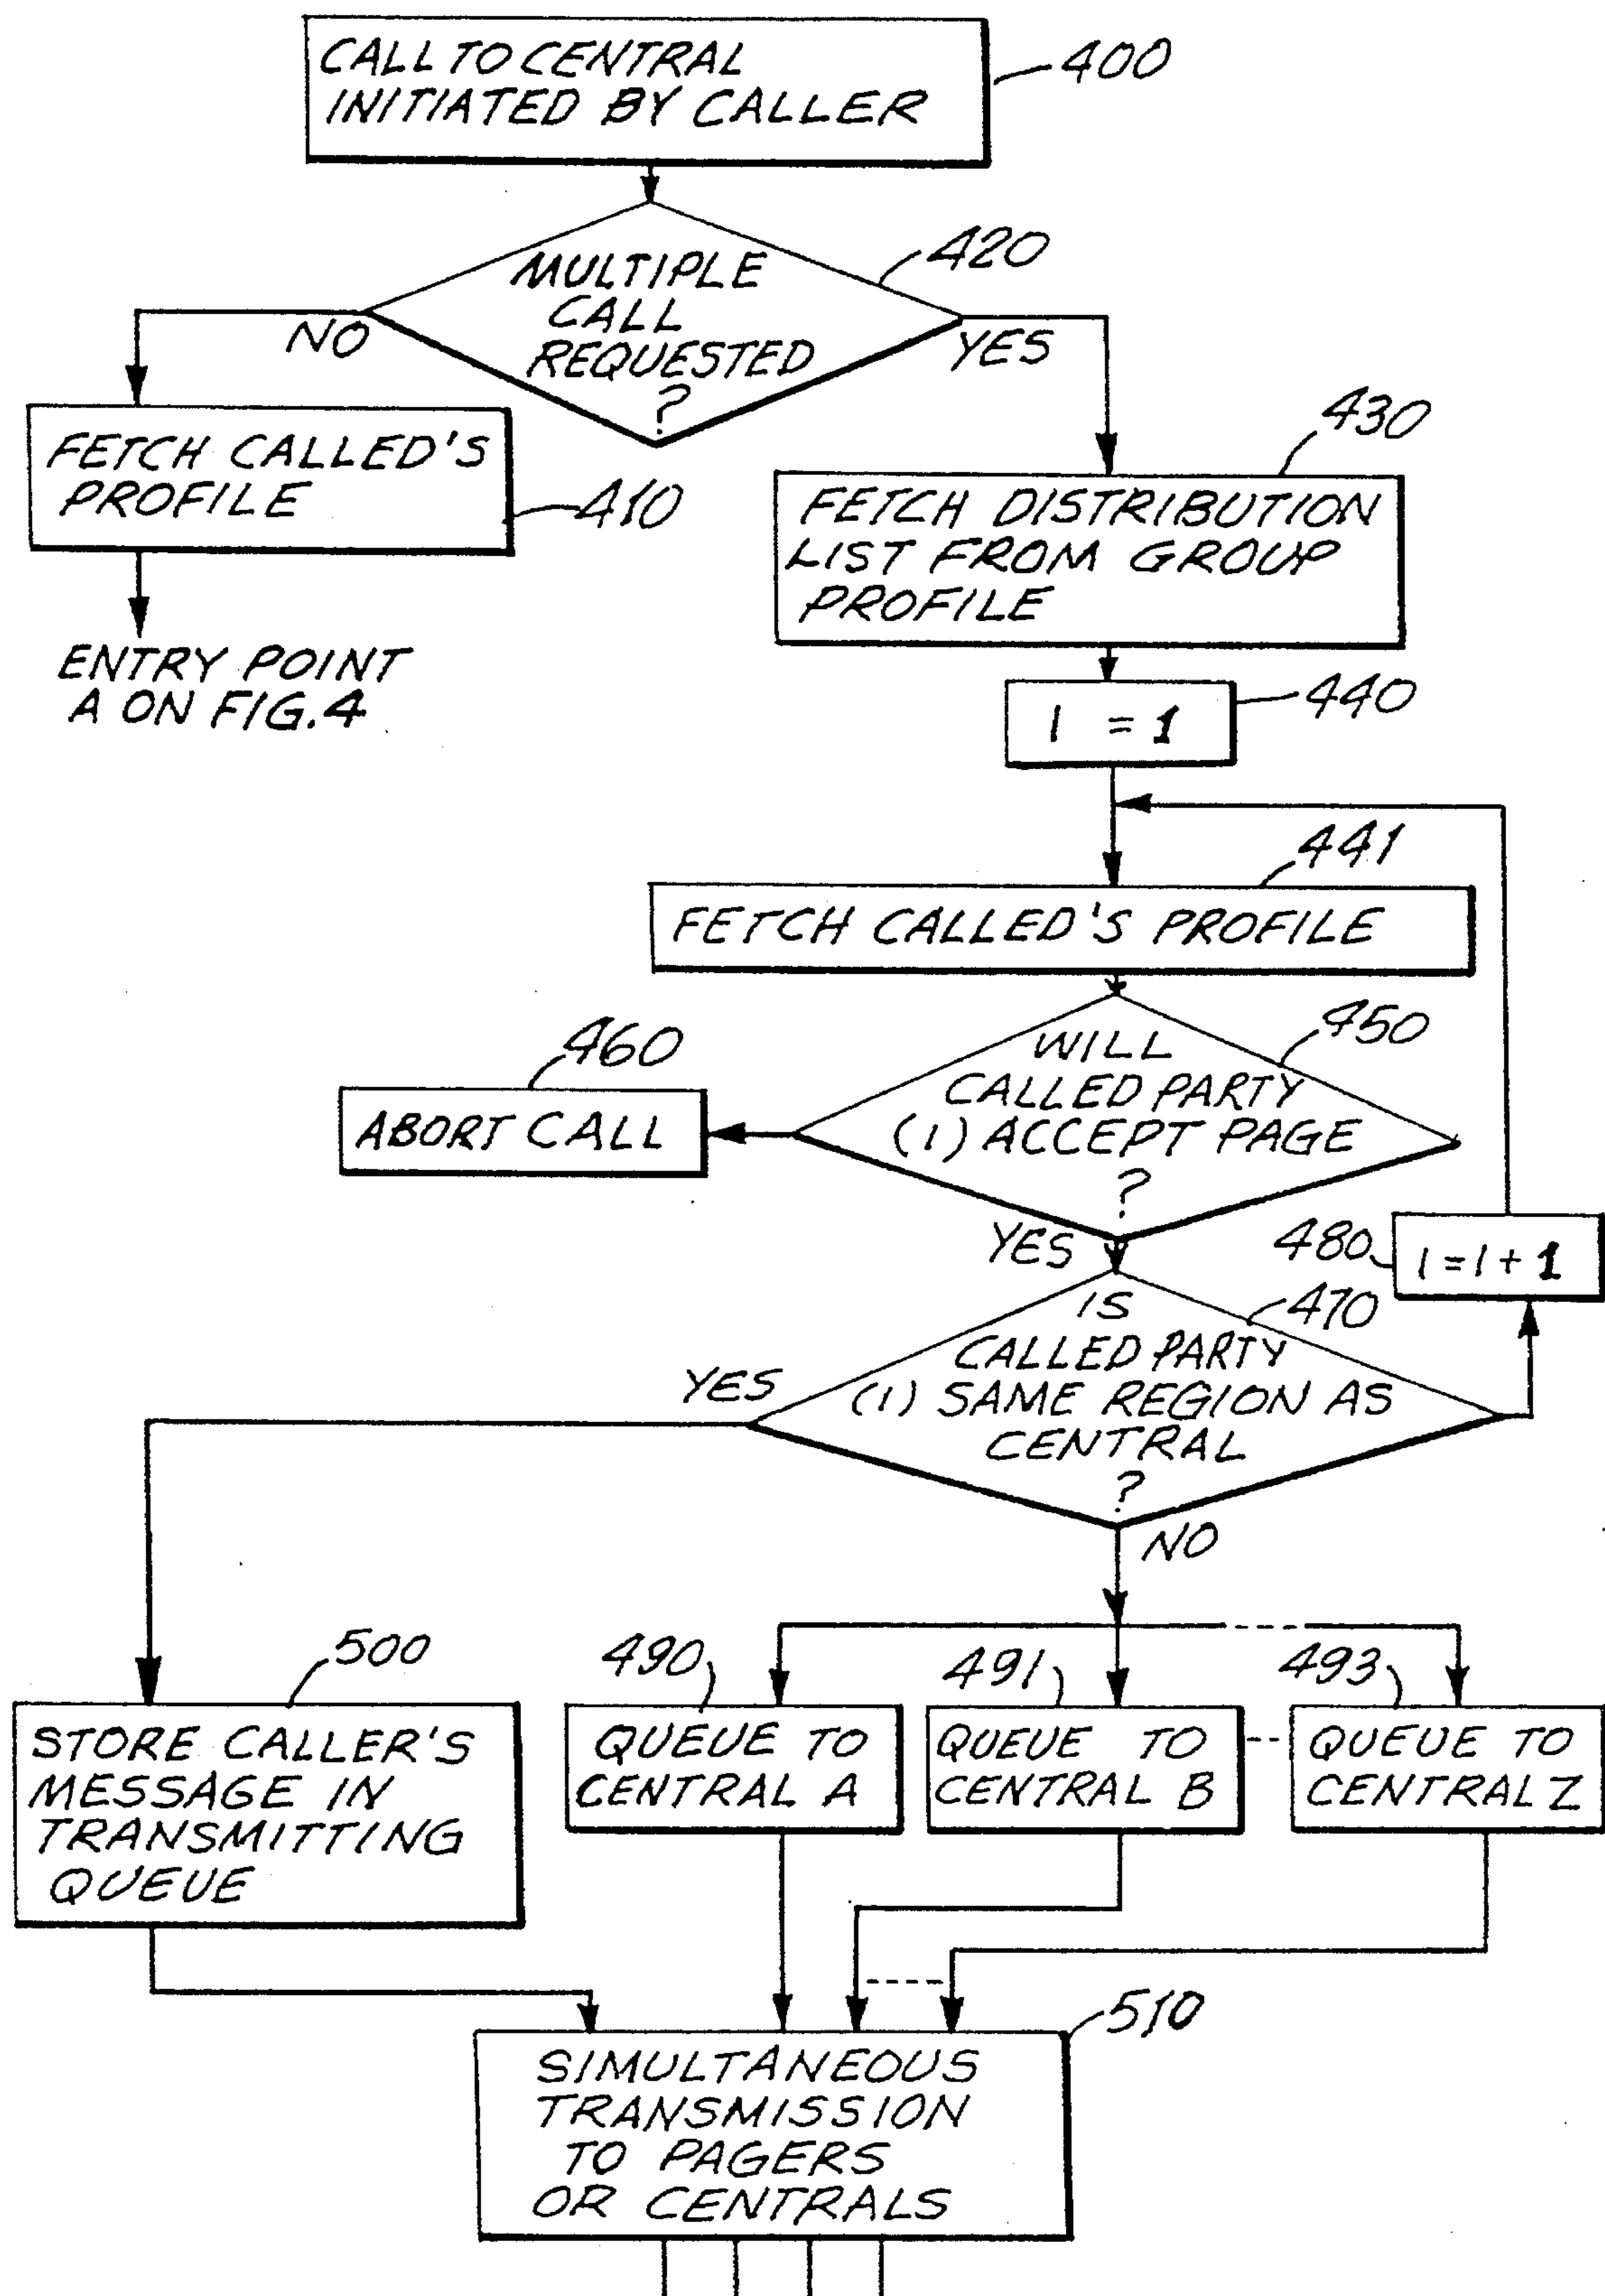 CALL TO CENTRAL
INITIATED BY CALLER
400
MULTIPLE
CALL
REQUESTED
?
420
NO
YES
FETCH CALLED'S
PROFILE
410
ENTRY POINT
A ON FIG.4
430
FETCH DISTRIBUTION
LIST FROM GROUP
PROFILE
I = 1
440
441
FETCH CALLED'S PROFILE
WILL
CALLED PARTY
(I) ACCEPT PAGE
?
450
460
ABORT CALL
YES
480
I = I + 1
IS
CALLED PARTY
(I) SAME REGION AS
CENTRAL
?
470
YES
NO
500
STORE CALLER'S
MESSAGE IN
TRANSMITTING
QUEUE
490
QUEUE TO
CENTRAL A
491
QUEUE TO
CENTRAL B
493
QUEUE TO
CENTRAL Z
510
SIMULTANEOUS
TRANSMISSION
TO PAGERS
OR CENTRALS